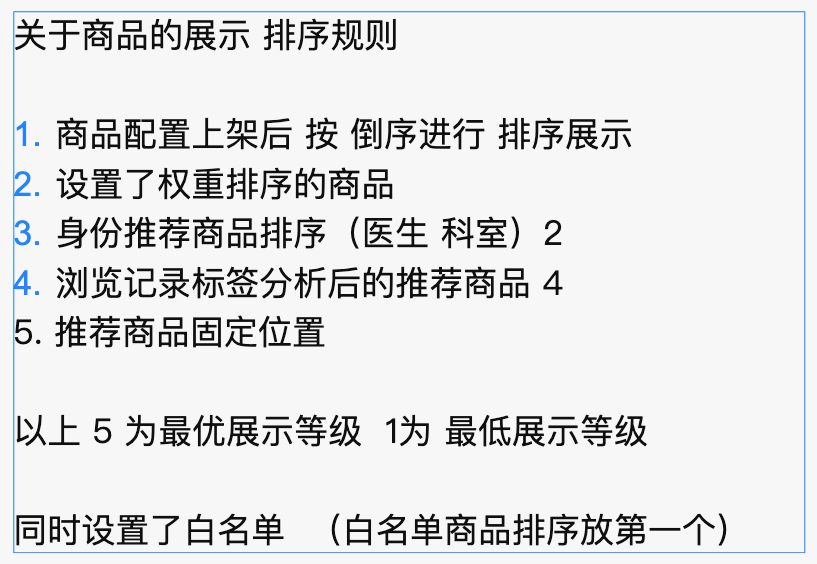 关于商品的展示 排序规则
1. 商品配置上架后 按 倒序进行 排序展示
2. 设置了权重排序的商品
3. 身份推荐商品排序（医生 科室）2
4. 浏览记录标签分析后的推荐商品 4
5. 推荐商品固定位置
以上 5 为最优展示等级  1为 最低展示等级
同时设置了白名单  （白名单商品排序放第一个）